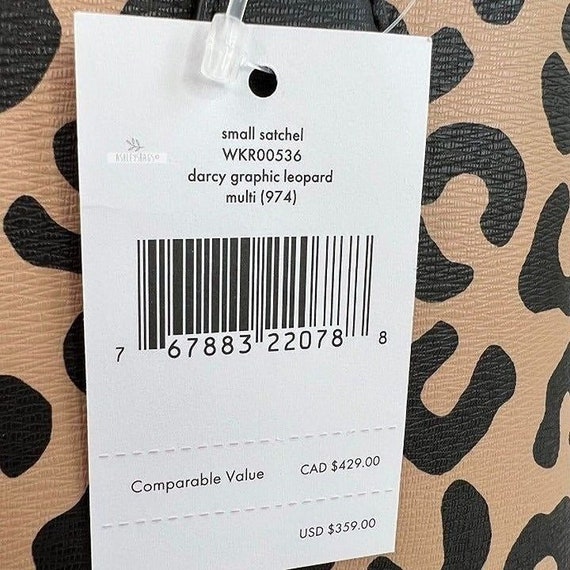 small satchel
WKR00536
darcy graphic leopard
multi (974)
ASHLEYSBAGSO
7 67883 22078 8
Comparable Value CAD $429.00
USD $359.00